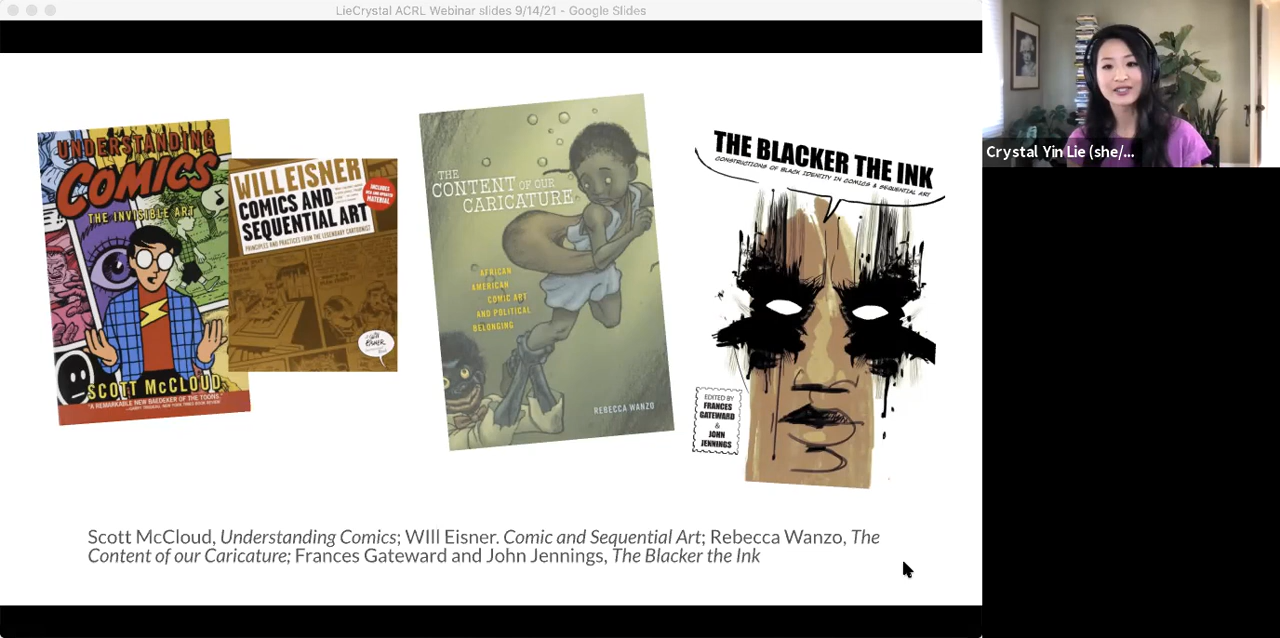 LieCrystal ACRL Webinar slides 9/14/21 - Google Slides
UNDERSTANDING
COMICS
THE INVISIBLE ART
SCOTT McCLOUD
"A REMARKABLE NEW BAEDEKER OF THE TOONS."
WILL EISNER
COMICS AND
SEQUENTIAL ART
PRINCIPLES AND PRACTICES FROM THE LEGENDARY CARTOONIST
INCLUDES
NEW AND UPDATED
MATERIAL
THE
CONTENT OF OUR
CARICATURE
AFRICAN
AMERICAN
COMIC ART
AND POLITICAL
BELONGING
REBECCA WANZO
THE BLACKER THE INK
CONSTRUCTIONS OF BLACK IDENTITY IN COMICS & SEQUENTIAL ART
EDITED BY
FRANCES
GATEWARD
&
JOHN
JENNINGS
Scott McCloud, Understanding Comics; WIll Eisner. Comic and Sequential Art; Rebecca Wanzo, The
Content of our Caricature; Frances Gateward and John Jennings, The Blacker the Ink
Crystal Yin Lie (she/...